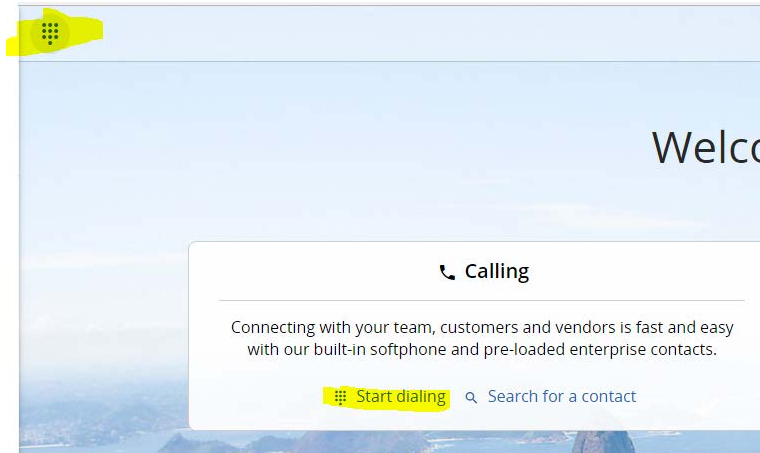 Welc
Calling
Connecting with your team, customers and vendors is fast and easy
with our built-in softphone and pre-loaded enterprise contacts.
Start dialing Search for a contact